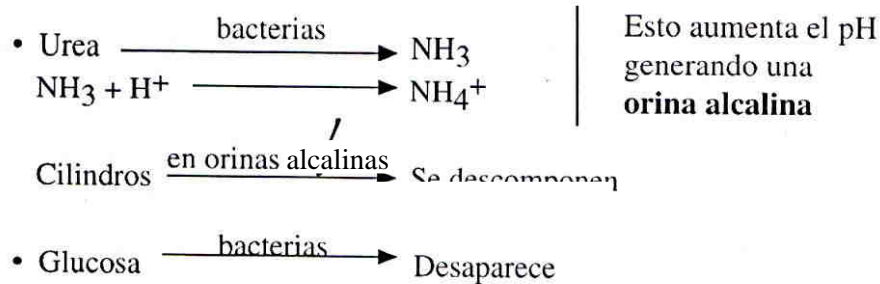 • Urea bacterias NH3
NH3 + H+ NH4+
Esto aumenta el pH
generando una
orina alcalina
Cilindros en orinas alcalinas Se descomponen
• Glucosa bacterias Desaparece